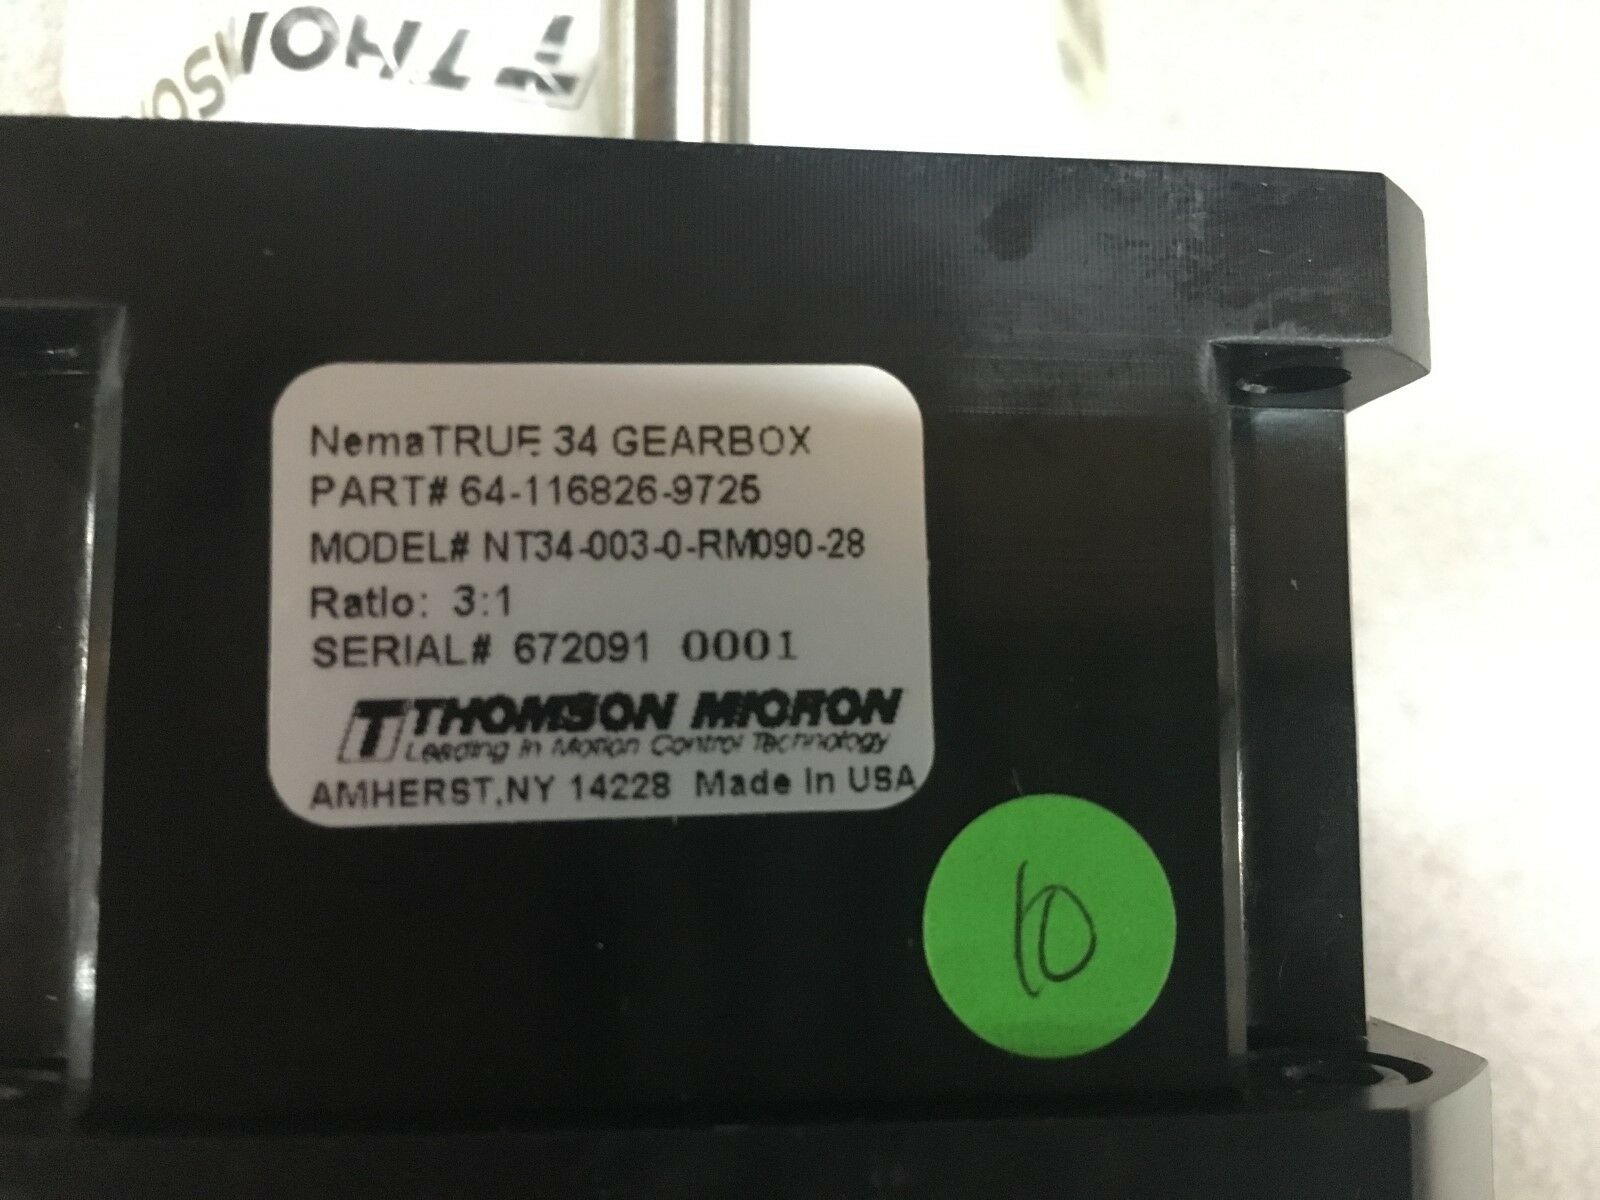 THOMSON
NemaTRUE 34 GEARBOX
PART# 64-116826-9725
MODEL# NT34-003-0-RM090-28
Ratio: 3:1
SERIAL# 672091 0001
T THOMSON MICRON
Leading in Motion Control Technology
AMHERST,NY 14228 Made in USA
10